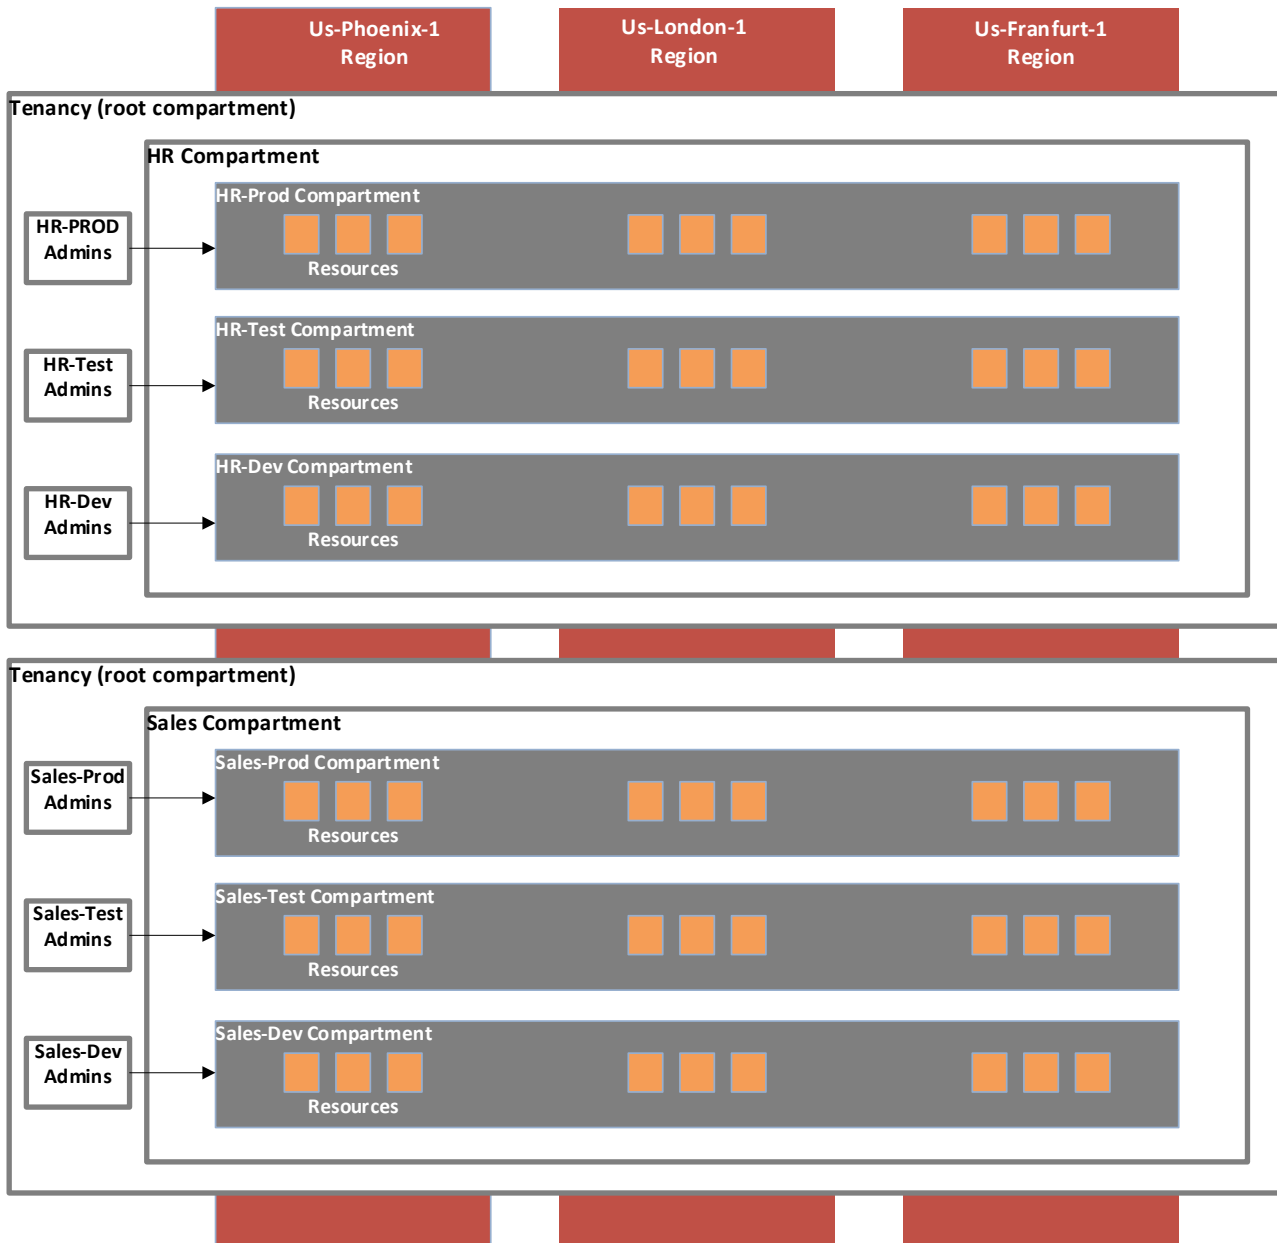 Us-Phoenix-1
Region
Us-London-1
Region
Us-Franfurt-1
Region
Tenancy (root compartment)
HR Compartment
HR-Prod Compartment
HR-PROD
Admins
Resources
HR-Test Compartment
HR-Test
Admins
Resources
HR-Dev Compartment
HR-Dev
Admins
Resources
Tenancy (root compartment)
Sales Compartment
Sales-Prod Compartment
Sales-Prod
Admins
Resources
Sales-Test Compartment
Sales-Test
Admins
Resources
Sales-Dev Compartment
Sales-Dev
Admins
Resources